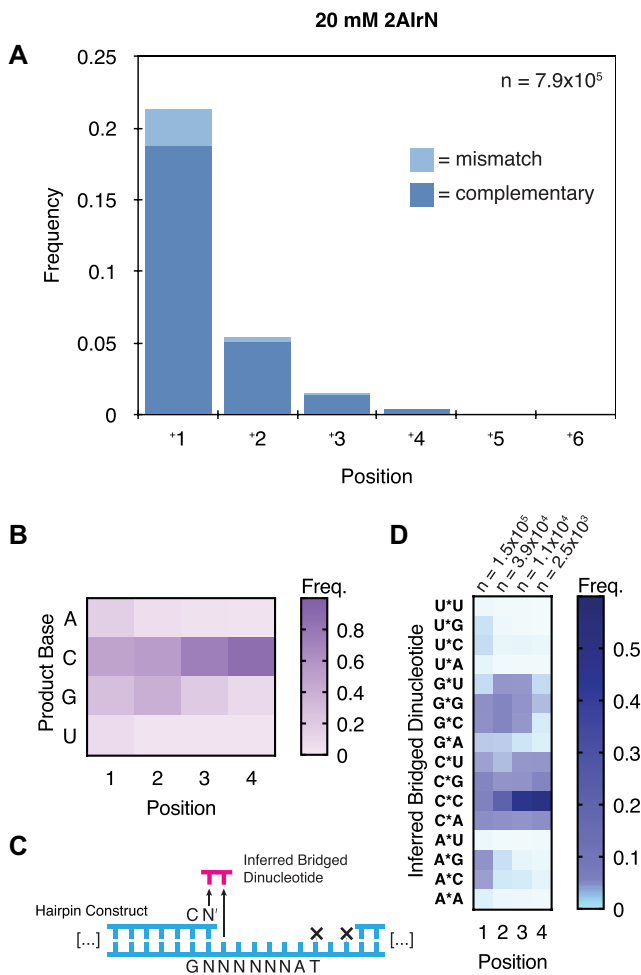 20 mM 2AIrN
A
0.25
n = 7.9x10⁵
0.2
= mismatch
= complementary
0.15
Frequency
0.1
0.05
0
+1 +2 +3 +4 +5 +6
Position
B
Freq.
A
C
G
U
Product Base
0.8
0.6
0.4
0.2
0
1 2 3 4
Position
C
Inferred Bridged
Dinucleotide
Hairpin Construct
C N′
[...] [...]
G N N N N N N A T
D
n = 1.5x10⁵
n = 3.9x10⁴
n = 1.1x10⁴
n = 2.5x10³
Freq.
U*U
U*G
U*C
U*A
G*U
G*G
G*C
G*A
C*U
C*G
C*C
C*A
A*U
A*G
A*C
A*A
Inferred Bridged Dinucleotide
0.5
0.4
0.3
0.2
0.1
0
1 2 3 4
Position